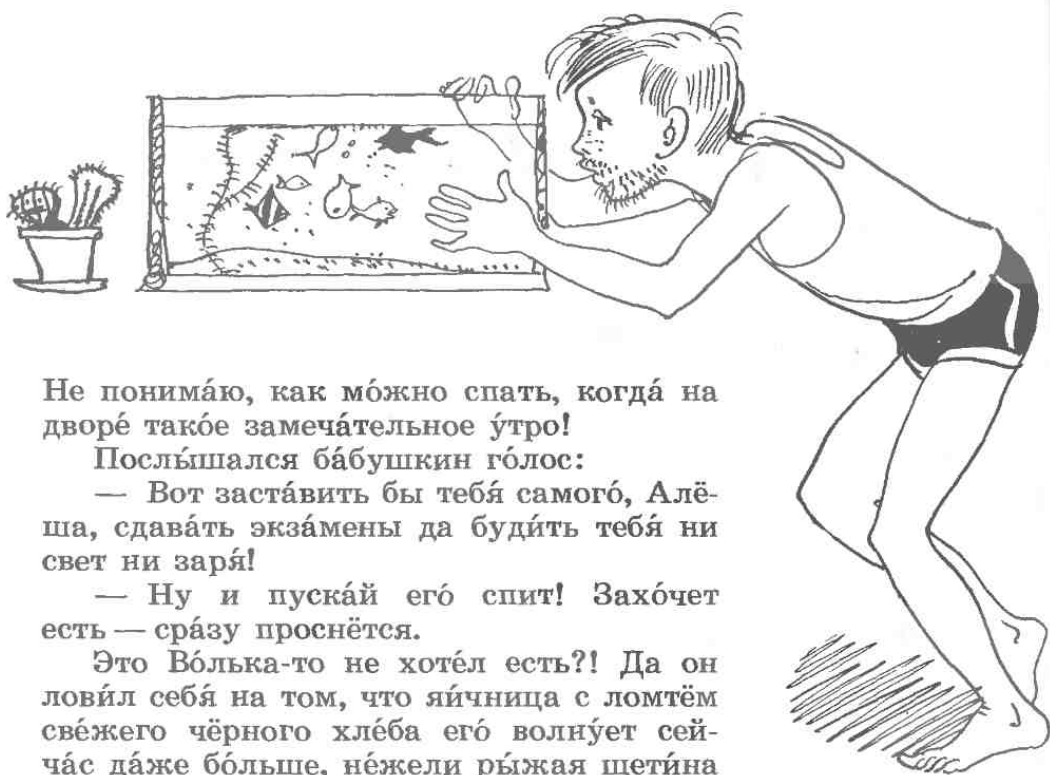 Не понима́ю, как мо́жно спать, когда́ на
дворе́ тако́е замеча́тельное у́тро!
Послы́шался ба́бушкин го́лос:
— Вот заста́вить бы тебя́ самого́, Алё-
ша, сдава́ть экза́мены да буди́ть тебя́ ни
свет ни заря́!
— Ну и пуска́й его́ спит! Захо́чет
есть — сра́зу проснётся.
Это Во́лька-то не хоте́л есть?! Да он
лови́л себя́ на том, что яи́чница с ломтём
све́жего чёрного хле́ба его́ волну́ет сей-
ча́с да́же бо́льше, не́жели ры́жая щети́на